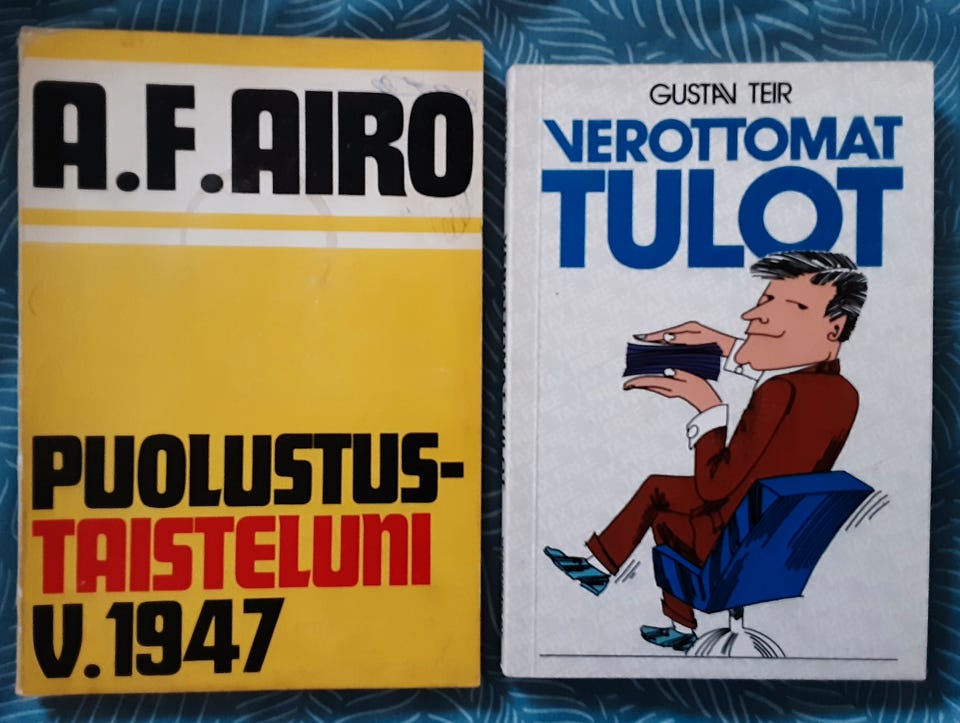 A.F.AIRO
PUOLUSTUS-
TAISTELUNI
V.1947
GUSTAV TEIR
VEROTTOMAT
TULOT